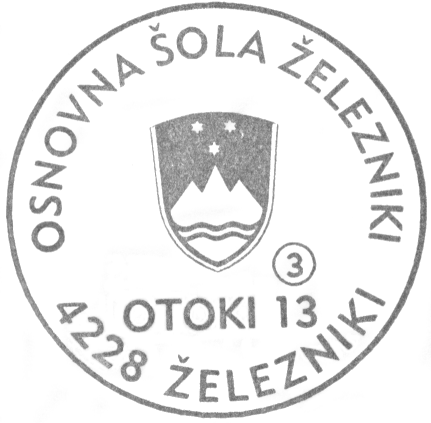 OSNOVNA ŠOLA ŽELEZNIKI
3
OTOKI 13
4228 ŽELEZNIKI